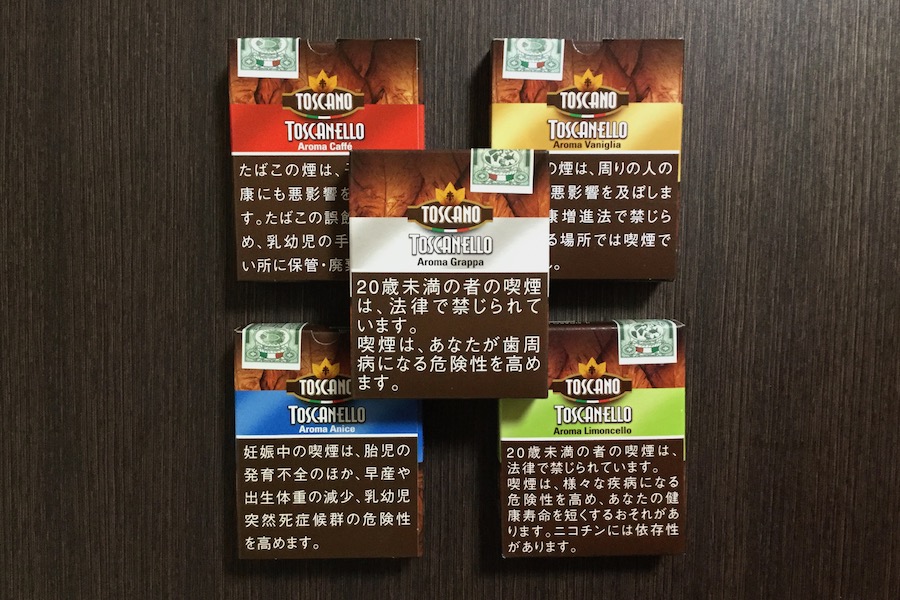 TOSCANO
TOSCANELLO
Aroma Caffé
たばこの煙は、
康にも悪影響を
す。たばこの誤飲
め、乳幼児の手
い所に保管・廃棄
TOSCANO
TOSCANELLO
Aroma Vaniglia
の煙は、周りの人の
悪影響を及ぼしま
康増進法で禁じら
る場所では喫煙で
TOSCANO
TOSCANELLO
Aroma Grappa
20歳未満の者の喫煙
は、法律で禁じられて
います。
喫煙は、あなたが歯周
病になる危険性を高め
ます。
TOSCANO
TOSCANELLO
Aroma Anice
妊娠中の喫煙は、胎児の
発育不全のほか、早産や
出生体重の減少、乳幼児
突然死症候群の危険性
を高めます。
TOSCANO
TOSCANELLO
Aroma Limoncello
20歳未満の者の喫煙は、
法律で禁じられています。
喫煙は、様々な疾病になる
危険性を高め、あなたの健
康寿命を短くするおそれがあ
ります。ニコチンには依存性
があります。